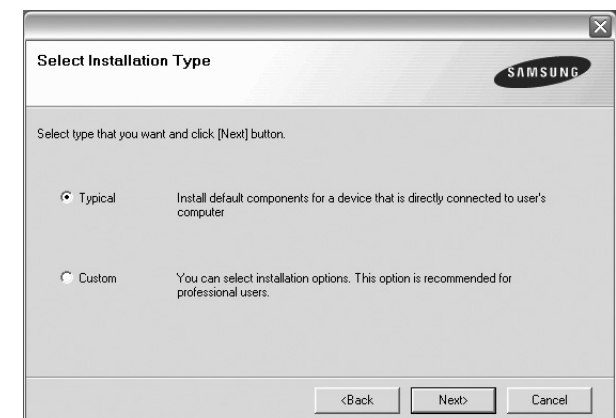 Select Installation Type
SAMSUNG
Select type that you want and click [Next] button.
Typical
Install default components for a device that is directly connected to user's
computer
Custom
You can select installation options. This option is recommended for
professional users.
<Back
Next>
Cancel